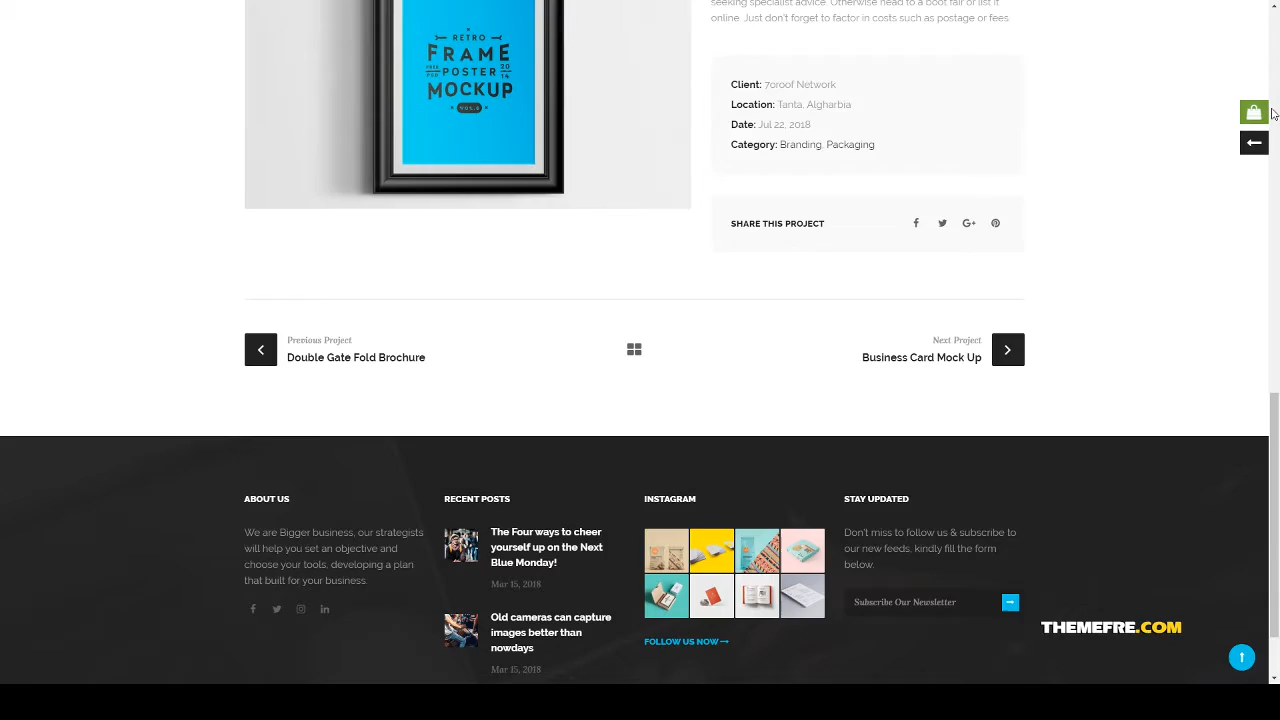 seeking specialist advice. Otherwise head to a boot fair or list it
online. Just don't forget to factor in costs such as postage or fees.
RETRO
FRAME
FREE PSD POSTER 20 14
MOCKUP
VOL.6
Client: 7oroof Network
Location: Tanta, Algharbia
Date: Jul 22, 2018
Category: Branding, Packaging
SHARE THIS PROJECT
Previous Project
Double Gate Fold Brochure
Next Project
Business Card Mock Up
ABOUT US
We are Bigger business, our strategists
will help you set an objective and
choose your tools, developing a plan
that built for your business.
RECENT POSTS
The Four ways to cheer
yourself up on the Next
Blue Monday!
Mar 15, 2018
Old cameras can capture
images better than
nowdays
Mar 15, 2018
INSTAGRAM
FOLLOW US NOW
STAY UPDATED
Don't miss to follow us & subscribe to
our new feeds, kindly fill the form
below.
Subscribe Our Newsletter
THEMEFRE.COM